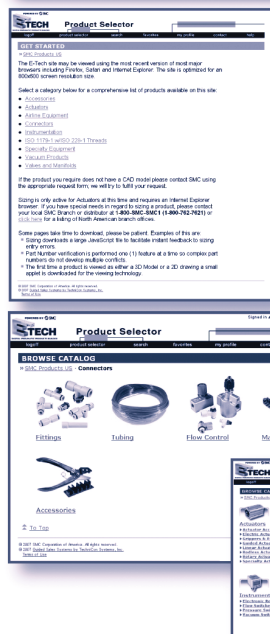 POWERED BY SMC
ETECH Product Selector
logoff product selector search favorites my profile contact help
GET STARTED
» SMC Products US
The E-Tech site may be viewed using the most recent version of most major
browsers including Firefox, Safari and Internet Explorer. The site is optimized for an
800x600 screen resolution size.
Select a category below for a comprehensive list of products available on this site:
Accessories
Actuators
Airline Equipment
Connectors
Instrumentation
ISO 1179-1 w/ISO 228-1 Threads
Specialty Equipment
Vacuum Products
Valves and Manifolds
If the product you require does not have a CAD model please contact SMC using
the appropriate request form, we will try to fulfill your request.
Sizing is only active for Actuators at this time and requires an Internet Explorer
browser. If you have special needs in regard to sizing a product, please contact
your local SMC Branch or distributor at 1-800-SMC-SMC1 (1-800-762-7621) or
click here for a listing of North American branch offices.
Some pages take time to download, please be patient. Examples of this are:
Sizing downloads a large JavaScript file to facilitate instant feedback to sizing
entry errors.
Part Number verification is performed one (1) feature at a time so complex part
numbers do not develop multiple conflicts.
The first time a product is viewed as either a 3D Model or a 2D drawing a small
applet is downloaded for the viewing technology.
© 2007 SMC Corporation of America. All rights reserved.
© 2007 Guided Sales Systems by TechniCon Systems, Inc.
Terms of Use
POWERED BY SMC
Signed in
ETECH Product Selector
logoff product selector search favorites my profile
BROWSE CATALOG
» SMC Products US - Connectors
Fittings Tubing Flow Control
Accessories
To Top
© 2007 SMC Corporation of America. All rights reserved.
© 2007 Guided Sales Systems by TechniCon Systems, Inc.
Terms of Use
ETECH
BROWSE CA
Actuators
Instrument